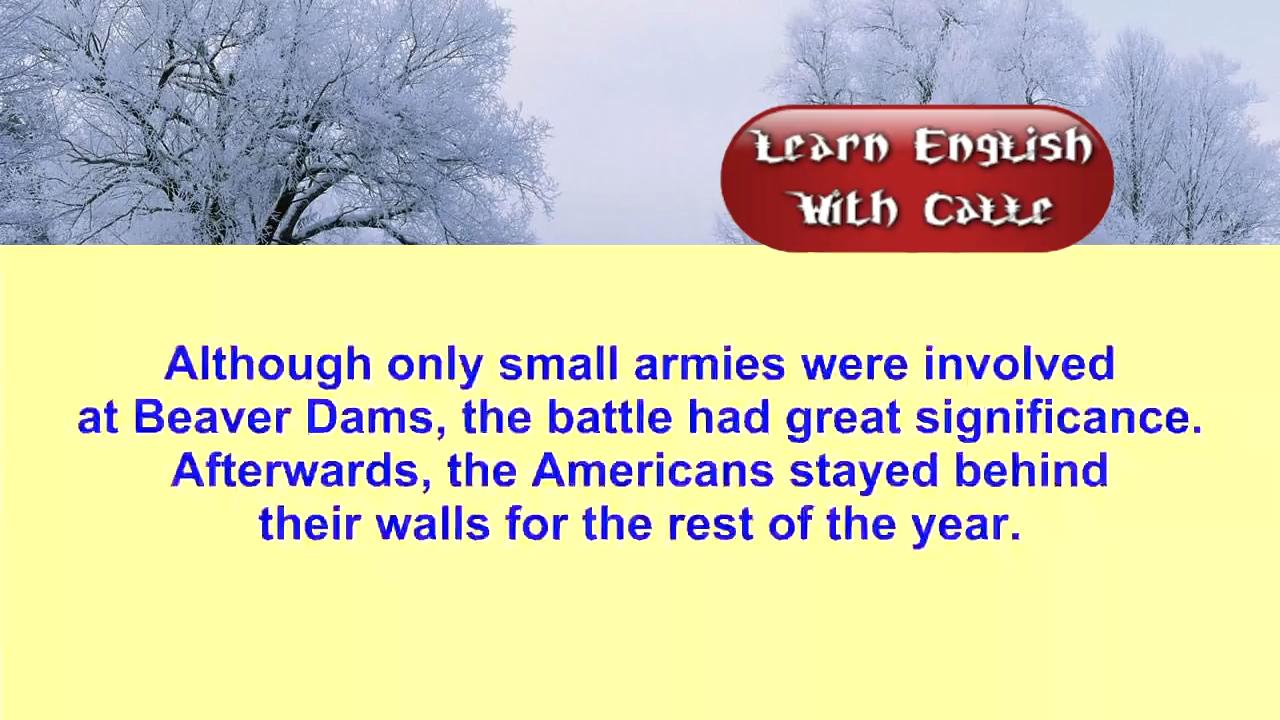 Learn English
With Catte
Although only small armies were involved
at Beaver Dams, the battle had great significance.
Afterwards, the Americans stayed behind
their walls for the rest of the year.